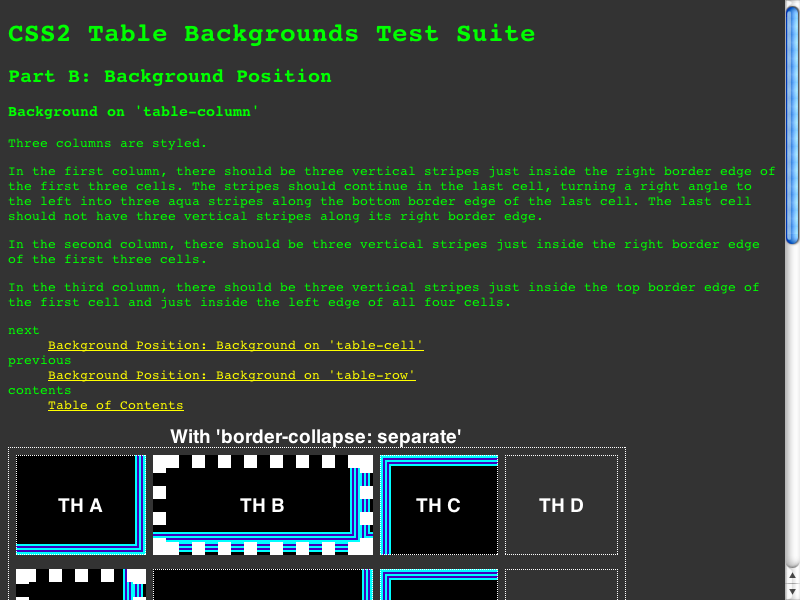 CSS2 Table Backgrounds Test Suite
Part B: Background Position
Background on 'table-column'
Three columns are styled.
In the first column, there should be three vertical stripes just inside the right border edge of
the first three cells. The stripes should continue in the last cell, turning a right angle to
the left into three aqua stripes along the bottom border edge of the last cell. The last cell
should not have three vertical stripes along its right border edge.
In the second column, there should be three vertical stripes just inside the right border edge
of the first three cells.
In the third column, there should be three vertical stripes just inside the top border edge of
the first cell and just inside the left edge of all four cells.
next
Background Position: Background on 'table-cell'
previous
Background Position: Background on 'table-row'
contents
Table of Contents
With 'border-collapse: separate'
TH A TH B TH C TH D